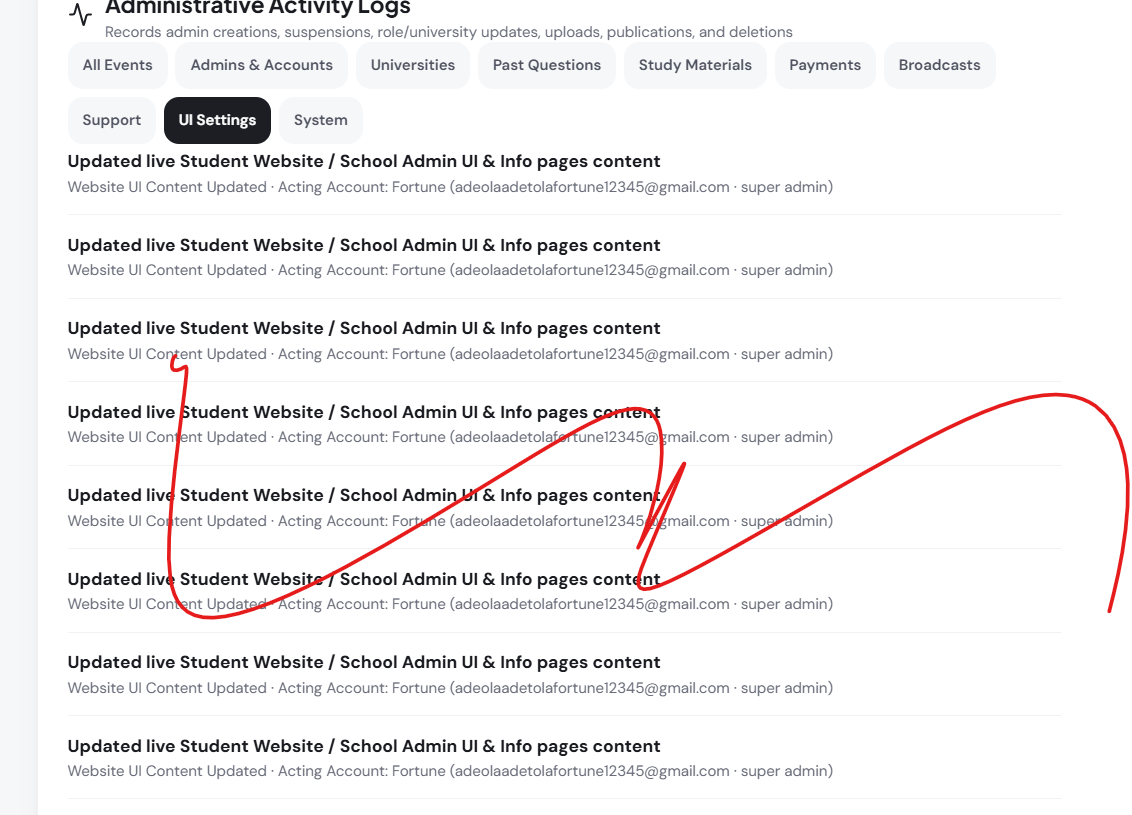 Administrative Activity Logs
Records admin creations, suspensions, role/university updates, uploads, publications, and deletions
All Events Admins & Accounts Universities Past Questions Study Materials Payments Broadcasts
Support UI Settings System
Updated live Student Website / School Admin UI & Info pages content
Website UI Content Updated · Acting Account: Fortune (adeolaadetolafortune12345@gmail.com · super admin)
Updated live Student Website / School Admin UI & Info pages content
Website UI Content Updated · Acting Account: Fortune (adeolaadetolafortune12345@gmail.com · super admin)
Updated live Student Website / School Admin UI & Info pages content
Website UI Content Updated · Acting Account: Fortune (adeolaadetolafortune12345@gmail.com · super admin)
Updated live Student Website / School Admin UI & Info pages content
Website UI Content Updated · Acting Account: Fortune (adeolaadetolafortune12345@gmail.com · super admin)
Updated live Student Website / School Admin UI & Info pages content
Website UI Content Updated · Acting Account: Fortune (adeolaadetolafortune12345@gmail.com · super admin)
Updated live Student Website / School Admin UI & Info pages content
Website UI Content Updated · Acting Account: Fortune (adeolaadetolafortune12345@gmail.com · super admin)
Updated live Student Website / School Admin UI & Info pages content
Website UI Content Updated · Acting Account: Fortune (adeolaadetolafortune12345@gmail.com · super admin)
Updated live Student Website / School Admin UI & Info pages content
Website UI Content Updated · Acting Account: Fortune (adeolaadetolafortune12345@gmail.com · super admin)